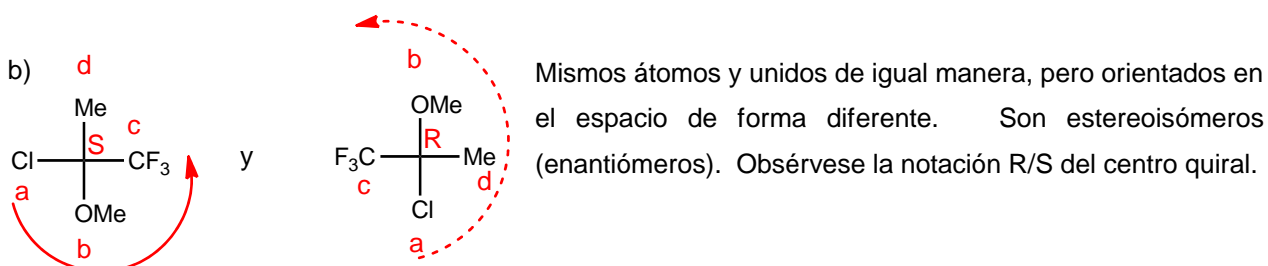 b)
d
Me
c
S
Cl
CF3
a
OMe
b
y
b
OMe
R
F3C
Me
c
d
Cl
a
Mismos átomos y unidos de igual manera, pero orientados en
el espacio de forma diferente. Son estereoisómeros
(enantiómeros). Obsérvese la notación R/S del centro quiral.